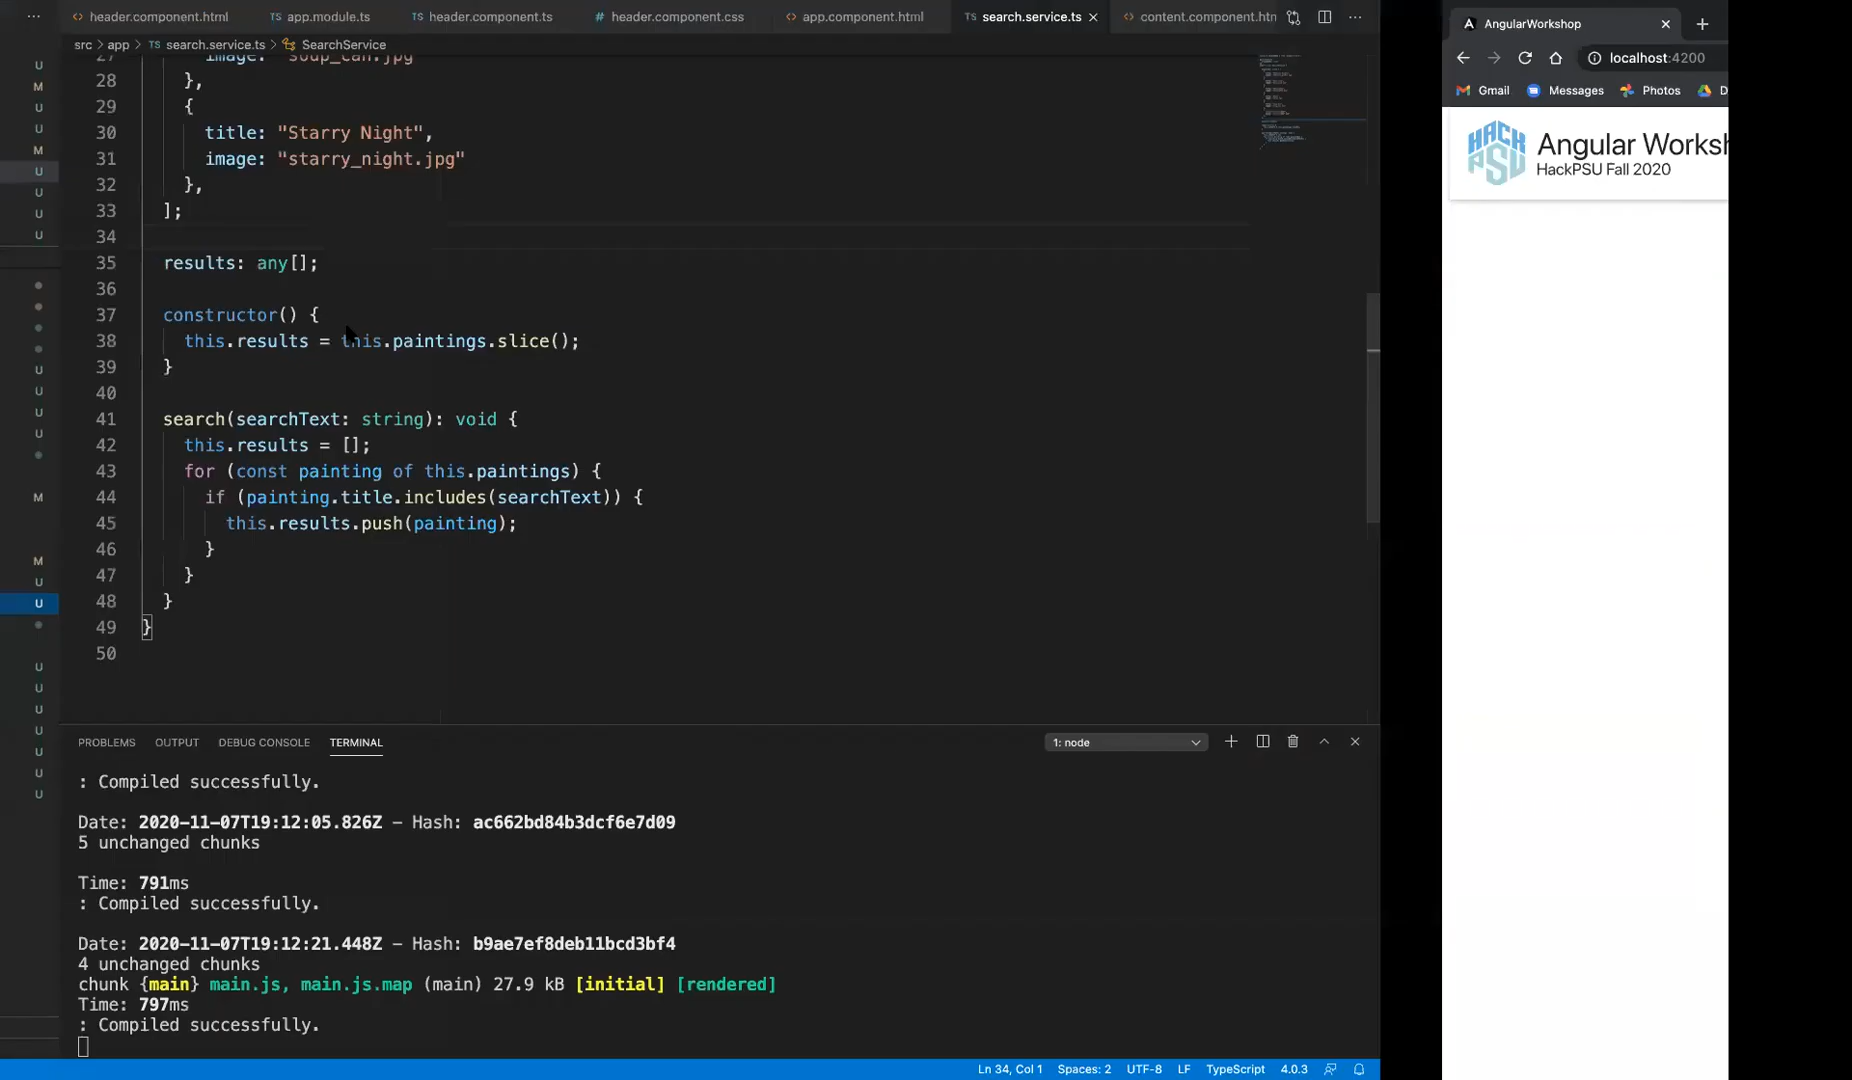 header.component.html
app.module.ts
header.component.ts
header.component.css
app.component.html
search.service.ts
content.component.htn
src > app > search.service.ts > SearchService
27 image: "soup_can.jpg"
28 },
29 {
30 title: "Starry Night",
31 image: "starry_night.jpg"
32 },
33 ];
34
35 results: any[];
36
37 constructor() {
38 this.results = this.paintings.slice();
39 }
40
41 search(searchText: string): void {
42 this.results = [];
43 for (const painting of this.paintings) {
44 if (painting.title.includes(searchText)) {
45 this.results.push(painting);
46 }
47 }
48 }
49 }
50
PROBLEMS OUTPUT DEBUG CONSOLE TERMINAL
1: node
: Compiled successfully.
Date: 2020-11-07T19:12:05.826Z - Hash: ac662bd84b3dcf6e7d09
5 unchanged chunks
Time: 791ms
: Compiled successfully.
Date: 2020-11-07T19:12:21.448Z - Hash: b9ae7ef8deb11bcd3bf4
4 unchanged chunks
chunk {main} main.js, main.js.map (main) 27.9 kB [initial] [rendered]
Time: 797ms
: Compiled successfully.
Ln 34, Col 1 Spaces: 2 UTF-8 LF TypeScript 4.0.3
AngularWorkshop
localhost:4200
Gmail Messages Photos D
HACK PSU
Angular Worksh
HackPSU Fall 2020
U
M
U
U
M
U
U
U
U
U
U
U
U
M
M
U
U
U
U
U
U
U
U
U